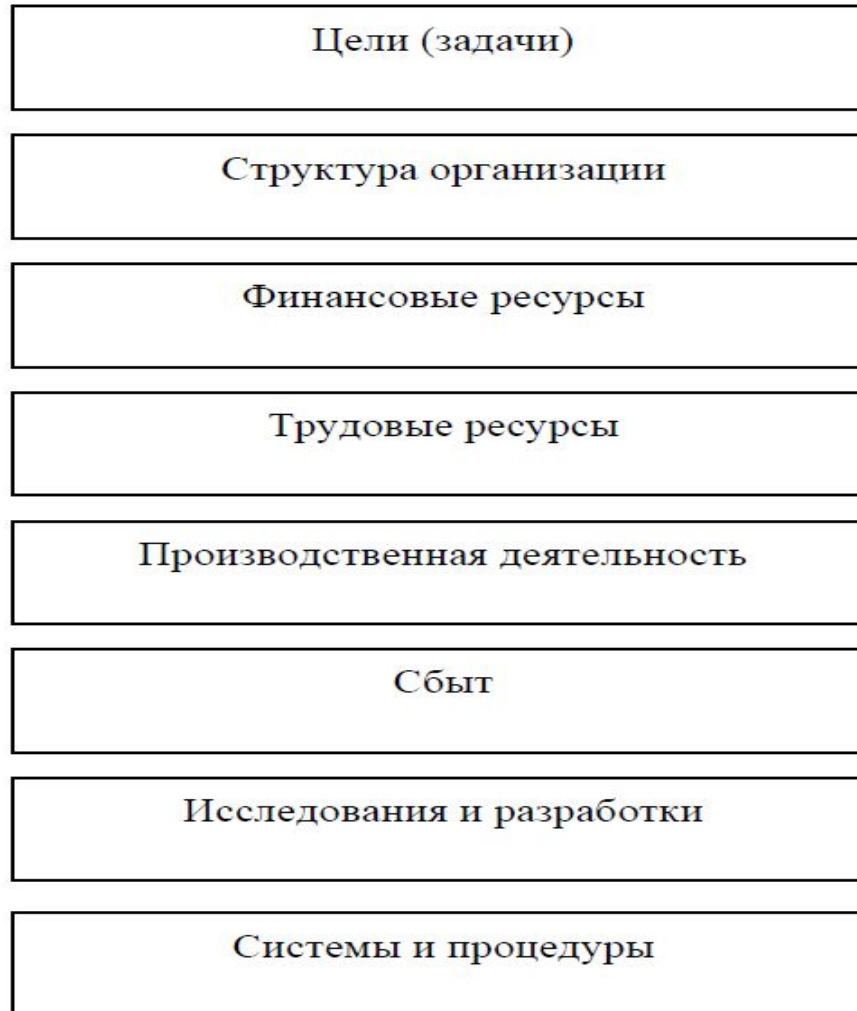 Цели (задачи)
Структура организации
Финансовые ресурсы
Трудовые ресурсы
Производственная деятельность
Сбыт
Исследования и разработки
Системы и процедуры